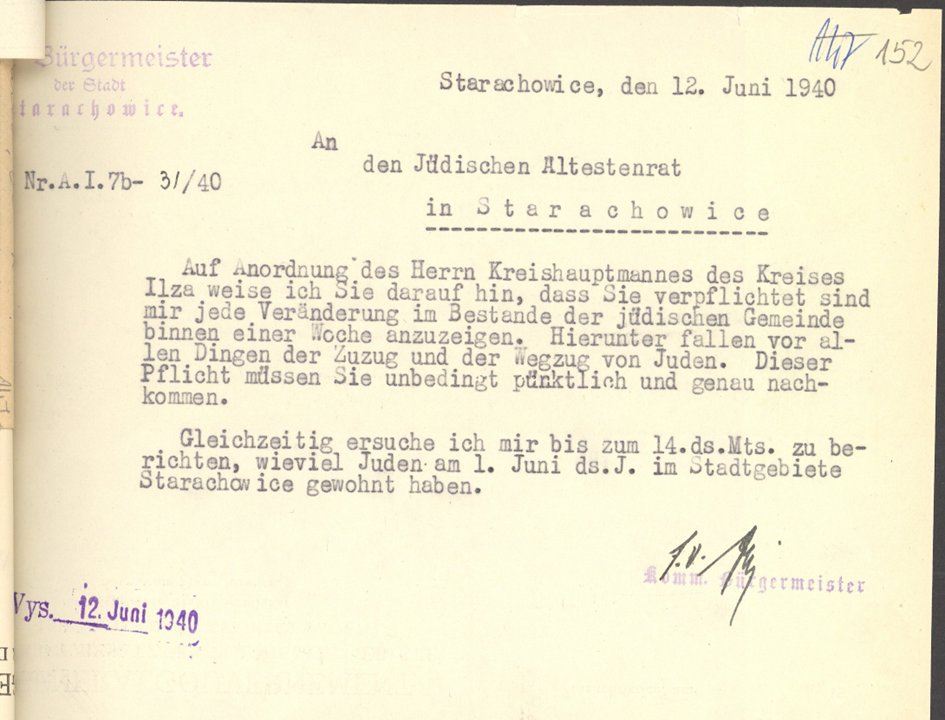 Bürgermeister
der Stadt
Starachowice.
152
Starachowice, den 12. Juni 1940
An
den Jüdischen Ältestenrat
Nr.A.I.7b- 31/40
in S t a r a c h o w i c e
Auf Anordnung des Herrn Kreishauptmannes des Kreises
Ilza weise ich Sie darauf hin, dass Sie verpflichtet sind
mir jede Veränderung im Bestande der jüdischen Gemeinde
binnen einer Woche anzuzeigen. Hierunter fallen vor al-
len Dingen der Zuzug und der Wegzug von Juden. Dieser
Pflicht müssen Sie unbedingt pünktlich und genau nach-
kommen.
Gleichzeitig ersuche ich mir bis zum 14.ds.Mts. zu be-
richten, wieviel Juden am 1. Juni ds.J. im Stadtgebiete
Starachowice gewohnt haben.
Komm. Bürgermeister
Wys. 12. Juni 1940